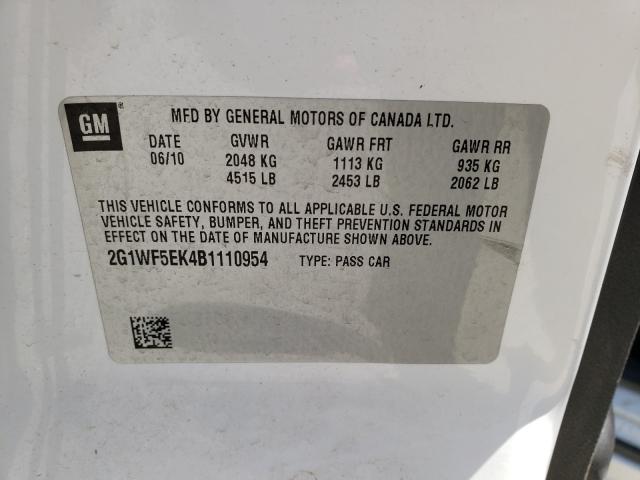 GM
MFD BY GENERAL MOTORS OF CANADA LTD.
DATE GVWR GAWR FRT GAWR RR
06/10 2048 KG 1113 KG 935 KG
4515 LB 2453 LB 2062 LB
THIS VEHICLE CONFORMS TO ALL APPLICABLE U.S. FEDERAL MOTOR
VEHICLE SAFETY, BUMPER, AND THEFT PREVENTION STANDARDS IN
EFFECT ON THE DATE OF MANUFACTURE SHOWN ABOVE.
2G1WF5EK4B1110954 TYPE: PASS CAR